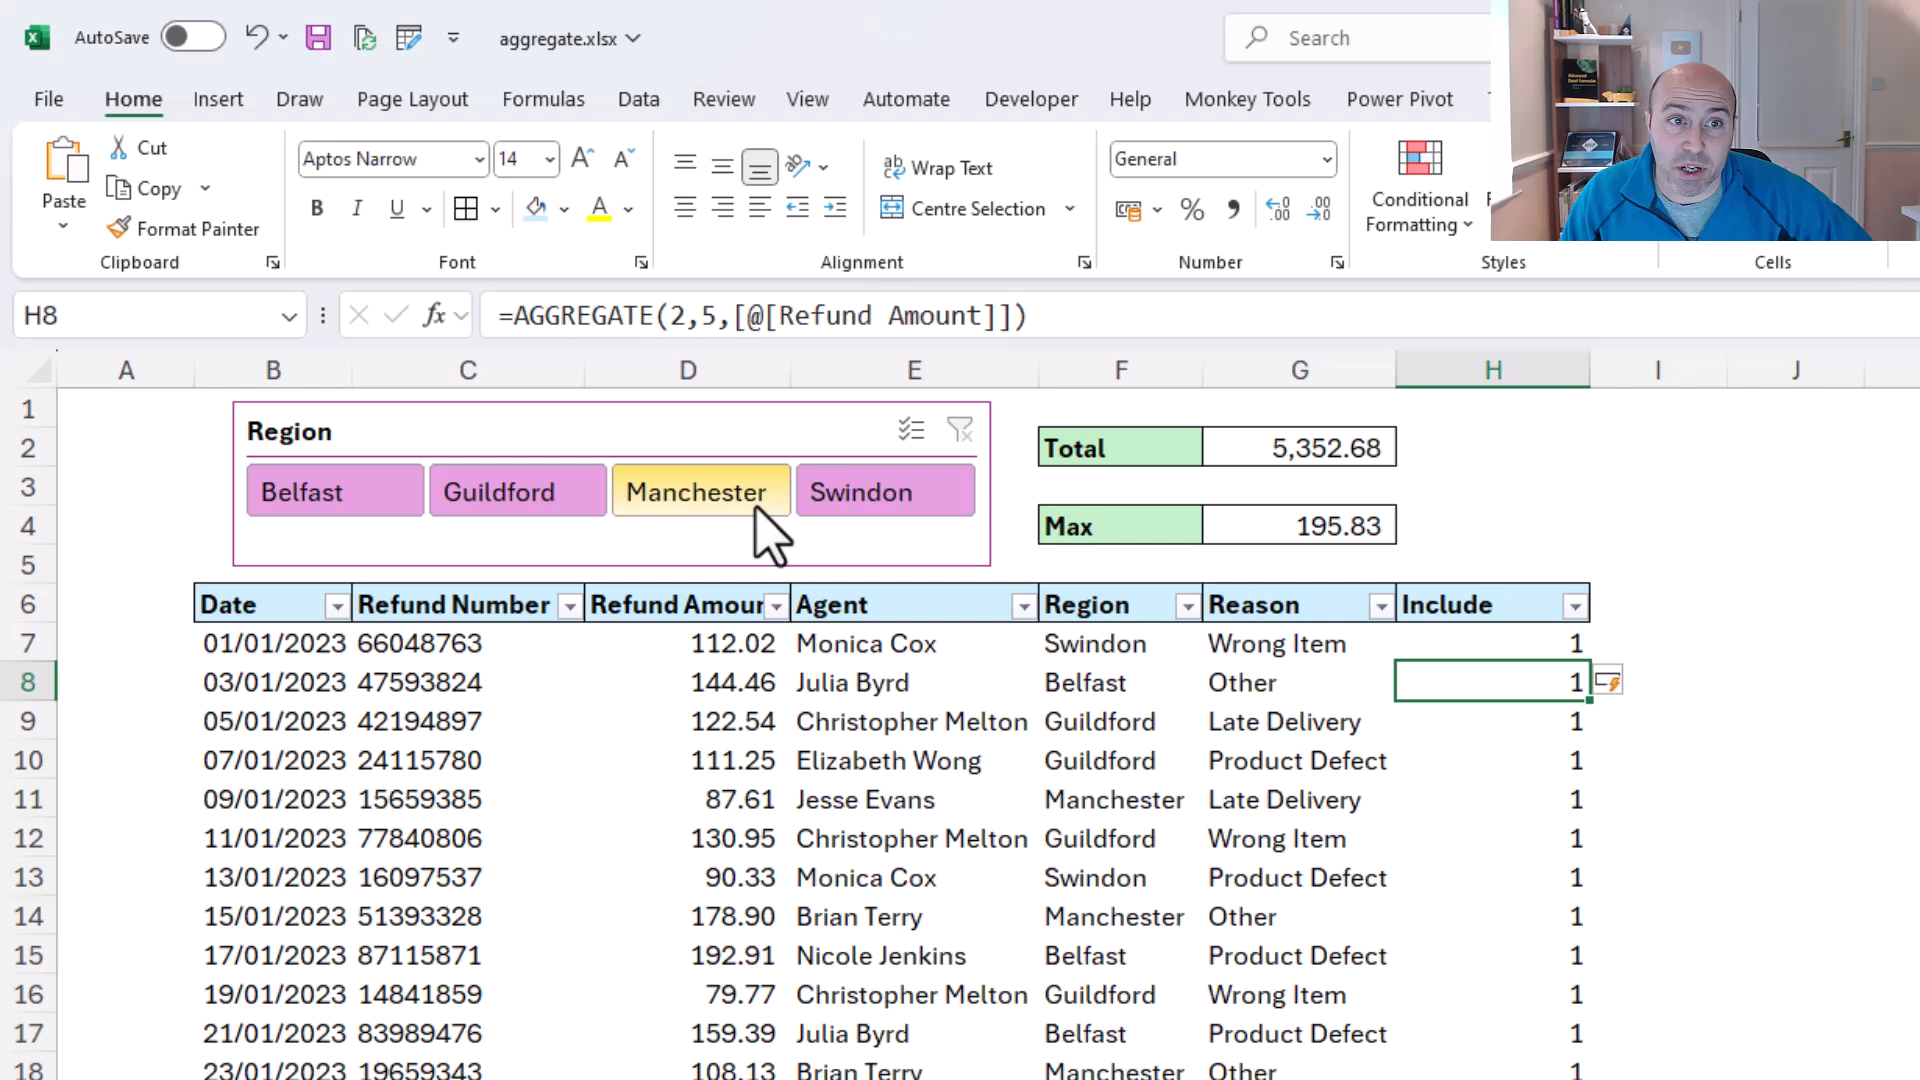 AutoSave
aggregate.xlsx
Search
File Home Insert Draw Page Layout Formulas Data Review View Automate Developer Help Monkey Tools Power Pivot
Paste
Cut
Copy
Format Painter
Clipboard
Aptos Narrow 14
B I U
Font
Wrap Text
Centre Selection
Alignment
General
Number
Conditional
Formatting
Styles
Cells
H8 fx =AGGREGATE(2,5,[@[Refund Amount]])
A B C D E F G H I J
1
Region
2 Total 5,352.68
3 Belfast Guildford Manchester Swindon
4 Max 195.83
5
6 Date Refund Number Refund Amour Agent Region Reason Include
7 01/01/2023 66048763 112.02 Monica Cox Swindon Wrong Item 1
8 03/01/2023 47593824 144.46 Julia Byrd Belfast Other 1
9 05/01/2023 42194897 122.54 Christopher Melton Guildford Late Delivery 1
10 07/01/2023 24115780 111.25 Elizabeth Wong Guildford Product Defect 1
11 09/01/2023 15659385 87.61 Jesse Evans Manchester Late Delivery 1
12 11/01/2023 77840806 130.95 Christopher Melton Guildford Wrong Item 1
13 13/01/2023 16097537 90.33 Monica Cox Swindon Product Defect 1
14 15/01/2023 51393328 178.90 Brian Terry Manchester Other 1
15 17/01/2023 87115871 192.91 Nicole Jenkins Belfast Product Defect 1
16 19/01/2023 14841859 79.77 Christopher Melton Guildford Wrong Item 1
17 21/01/2023 83989476 159.39 Julia Byrd Belfast Product Defect 1
18 23/01/2023 19659343 108.13 Brian Terry Manchester Other 1